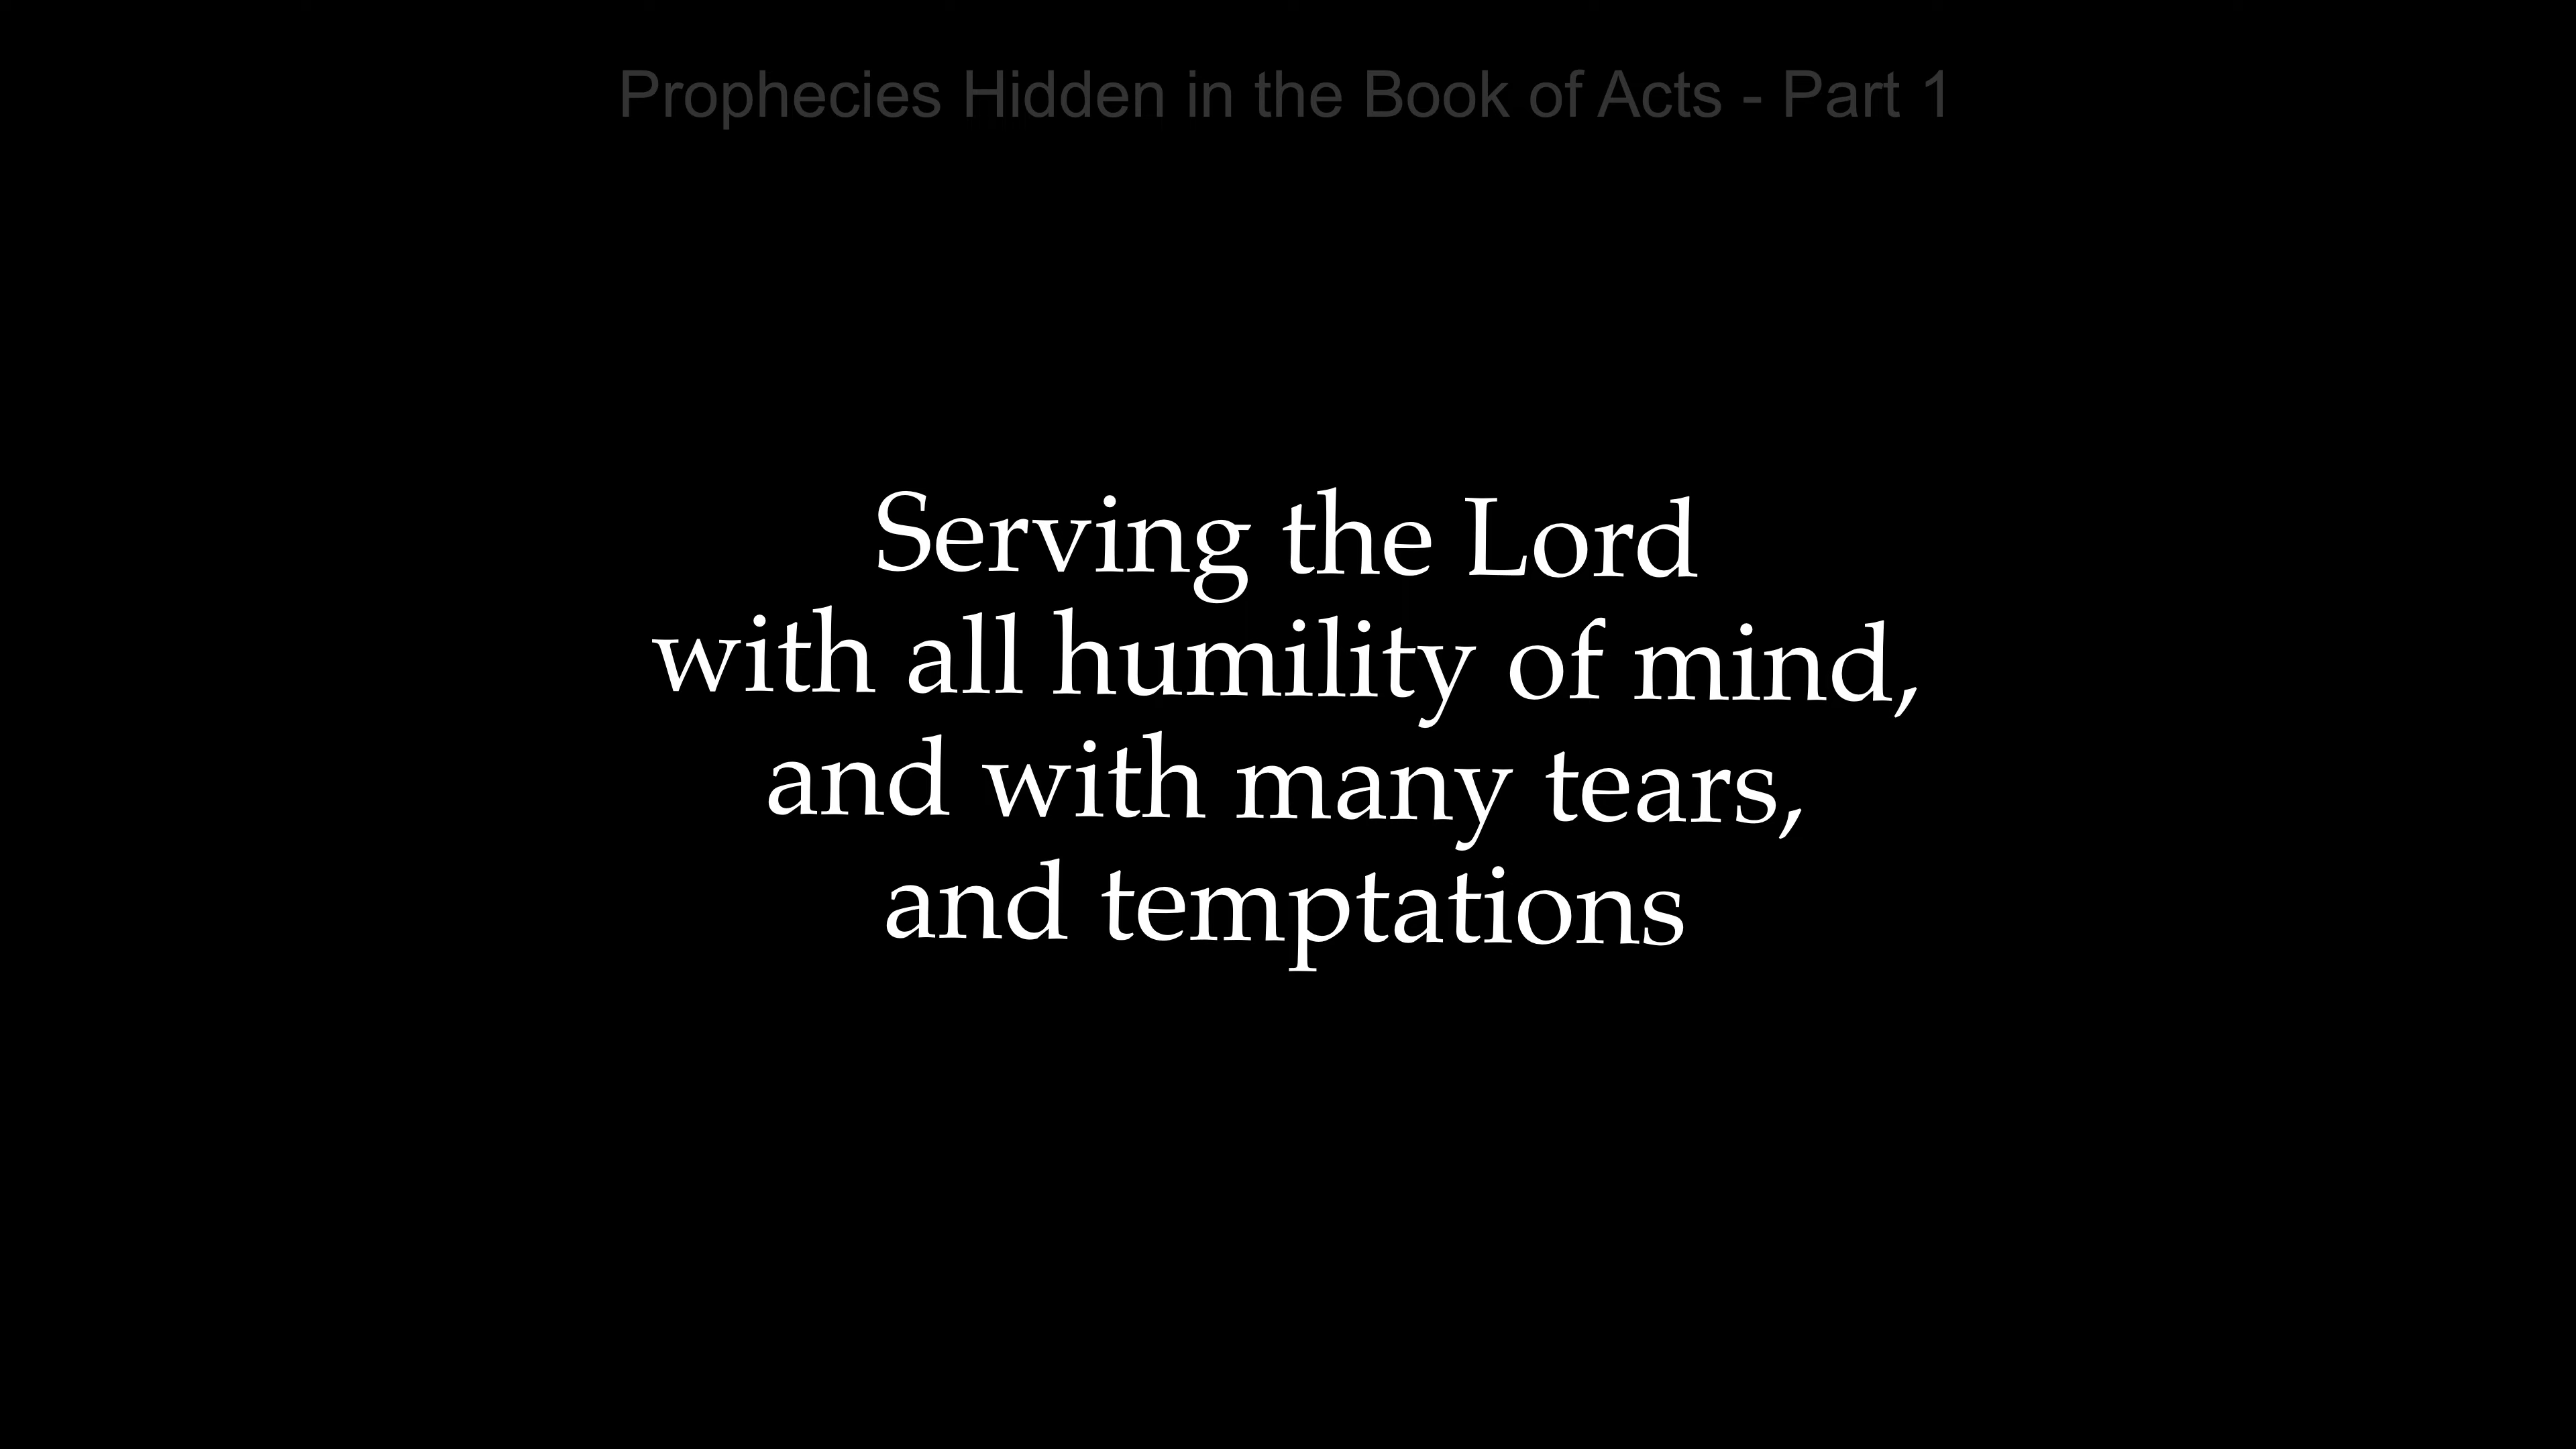 Prophecies Hidden in the Book of Acts - Part 1
Serving the Lord
with all humility of mind,
and with many tears,
and temptations